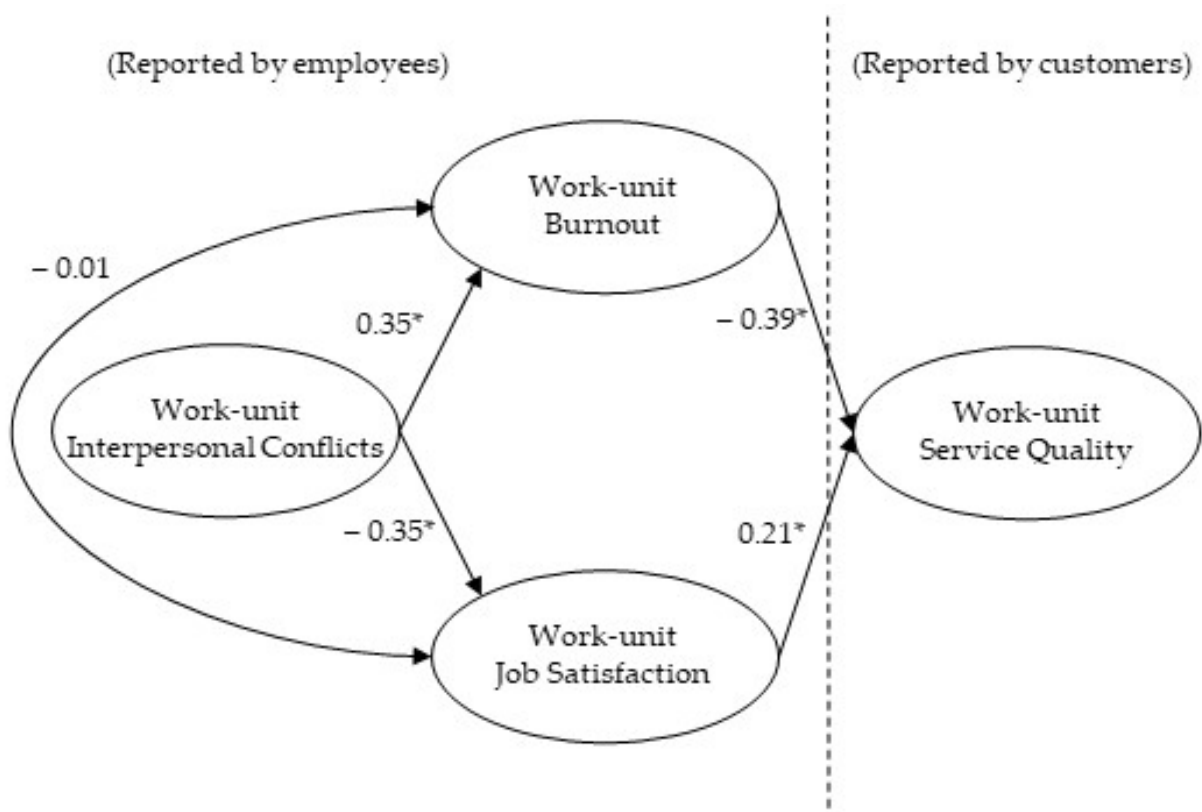 (Reported by employees)
(Reported by customers)
Work-unit
Burnout
– 0.01
0.35*
– 0.39*
Work-unit
Interpersonal Conflicts
Work-unit
Service Quality
– 0.35*
0.21*
Work-unit
Job Satisfaction